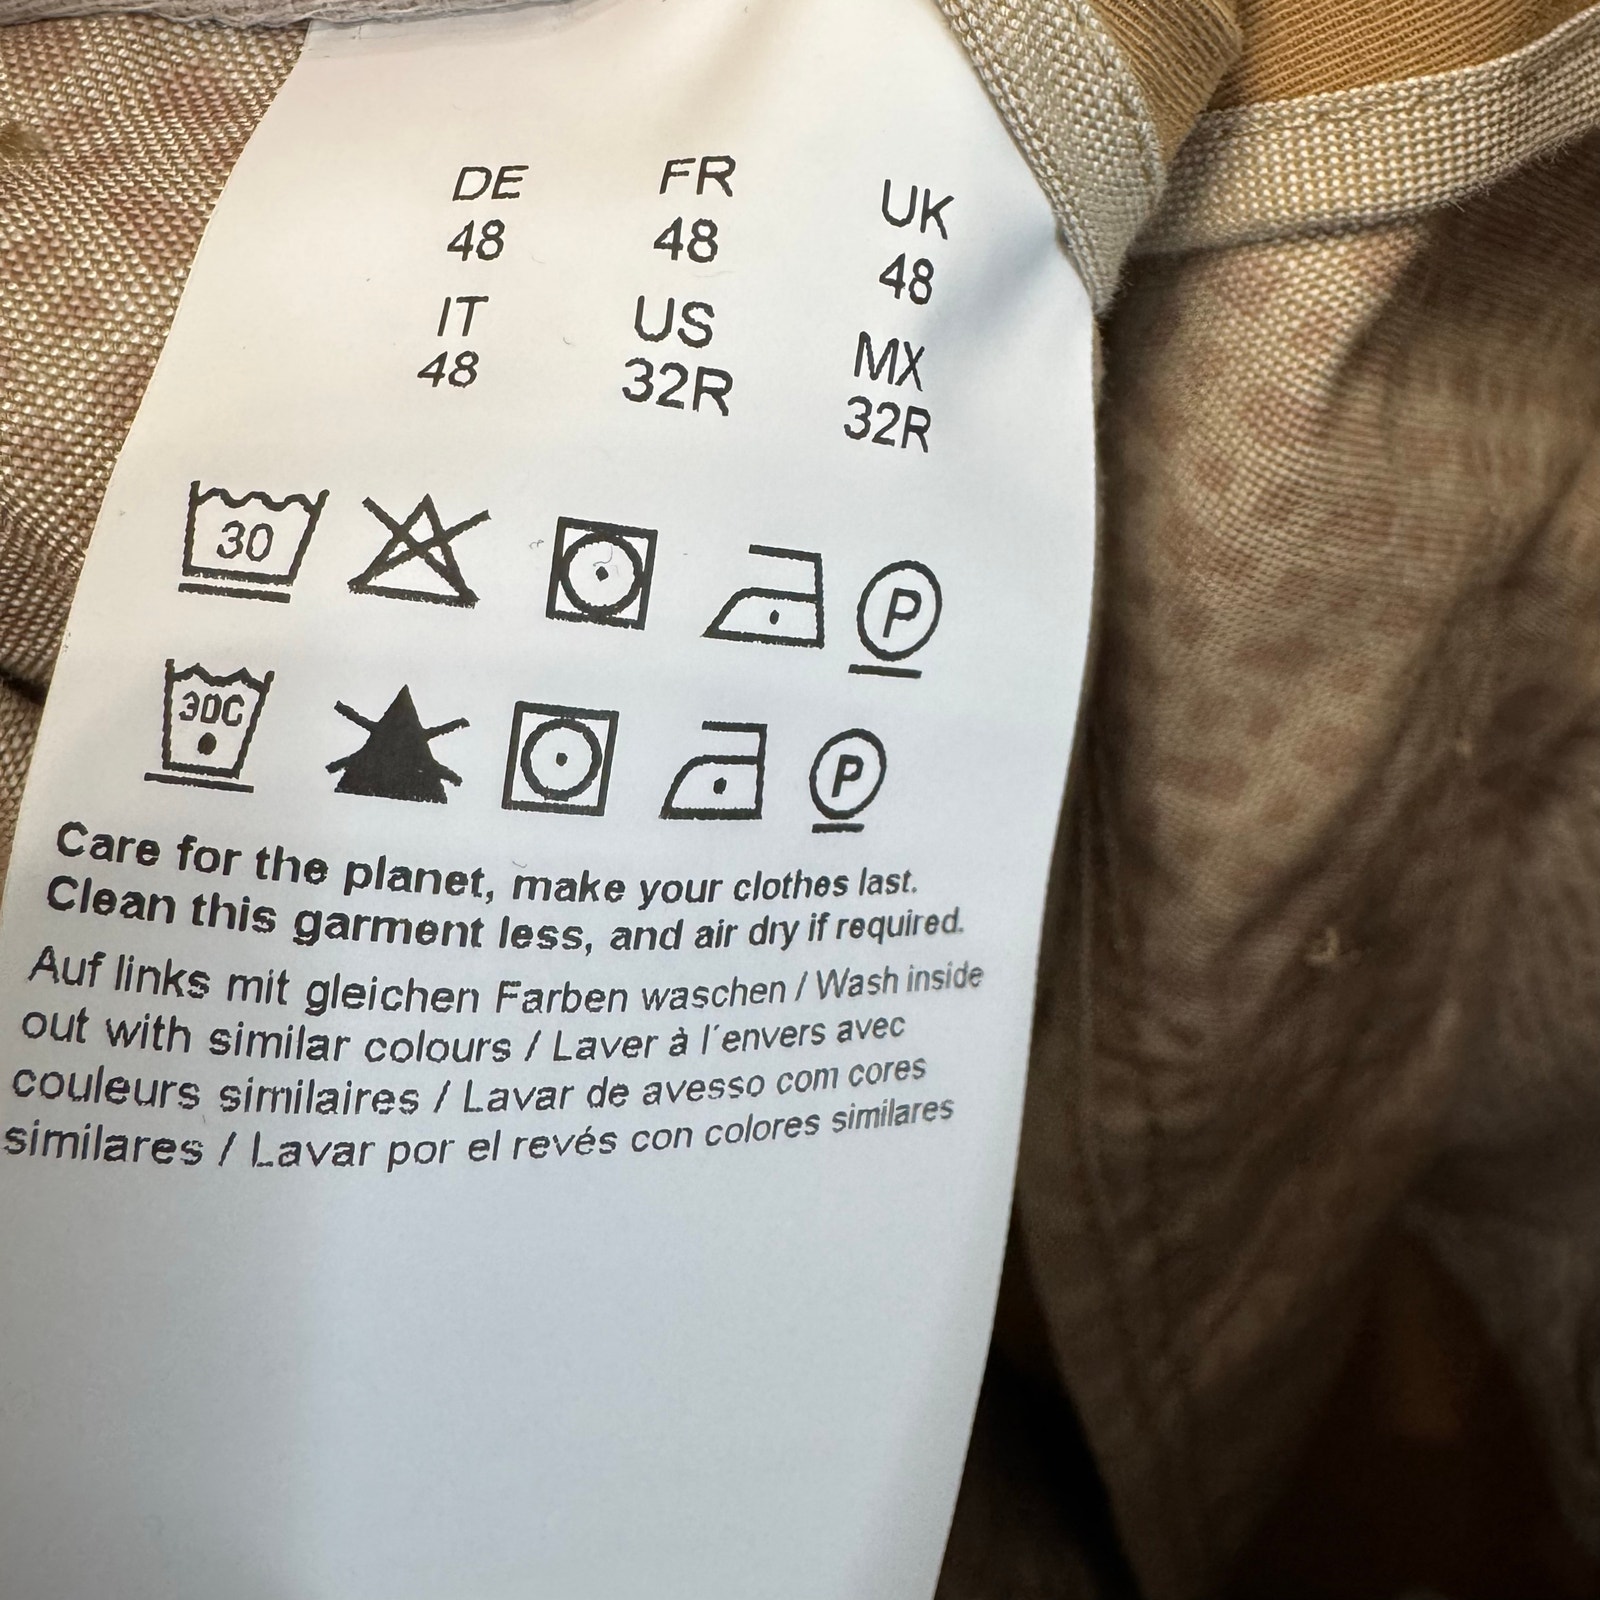 DE FR UK
48 48 48
IT US MX
48 32R 32R
30 P
30C P
Care for the planet, make your clothes last.
Clean this garment less, and air dry if required.
Auf links mit gleichen Farben waschen / Wash inside
out with similar colours / Laver à l´envers avec
couleurs similaires / Lavar de avesso com cores
similares / Lavar por el revés con colores similares